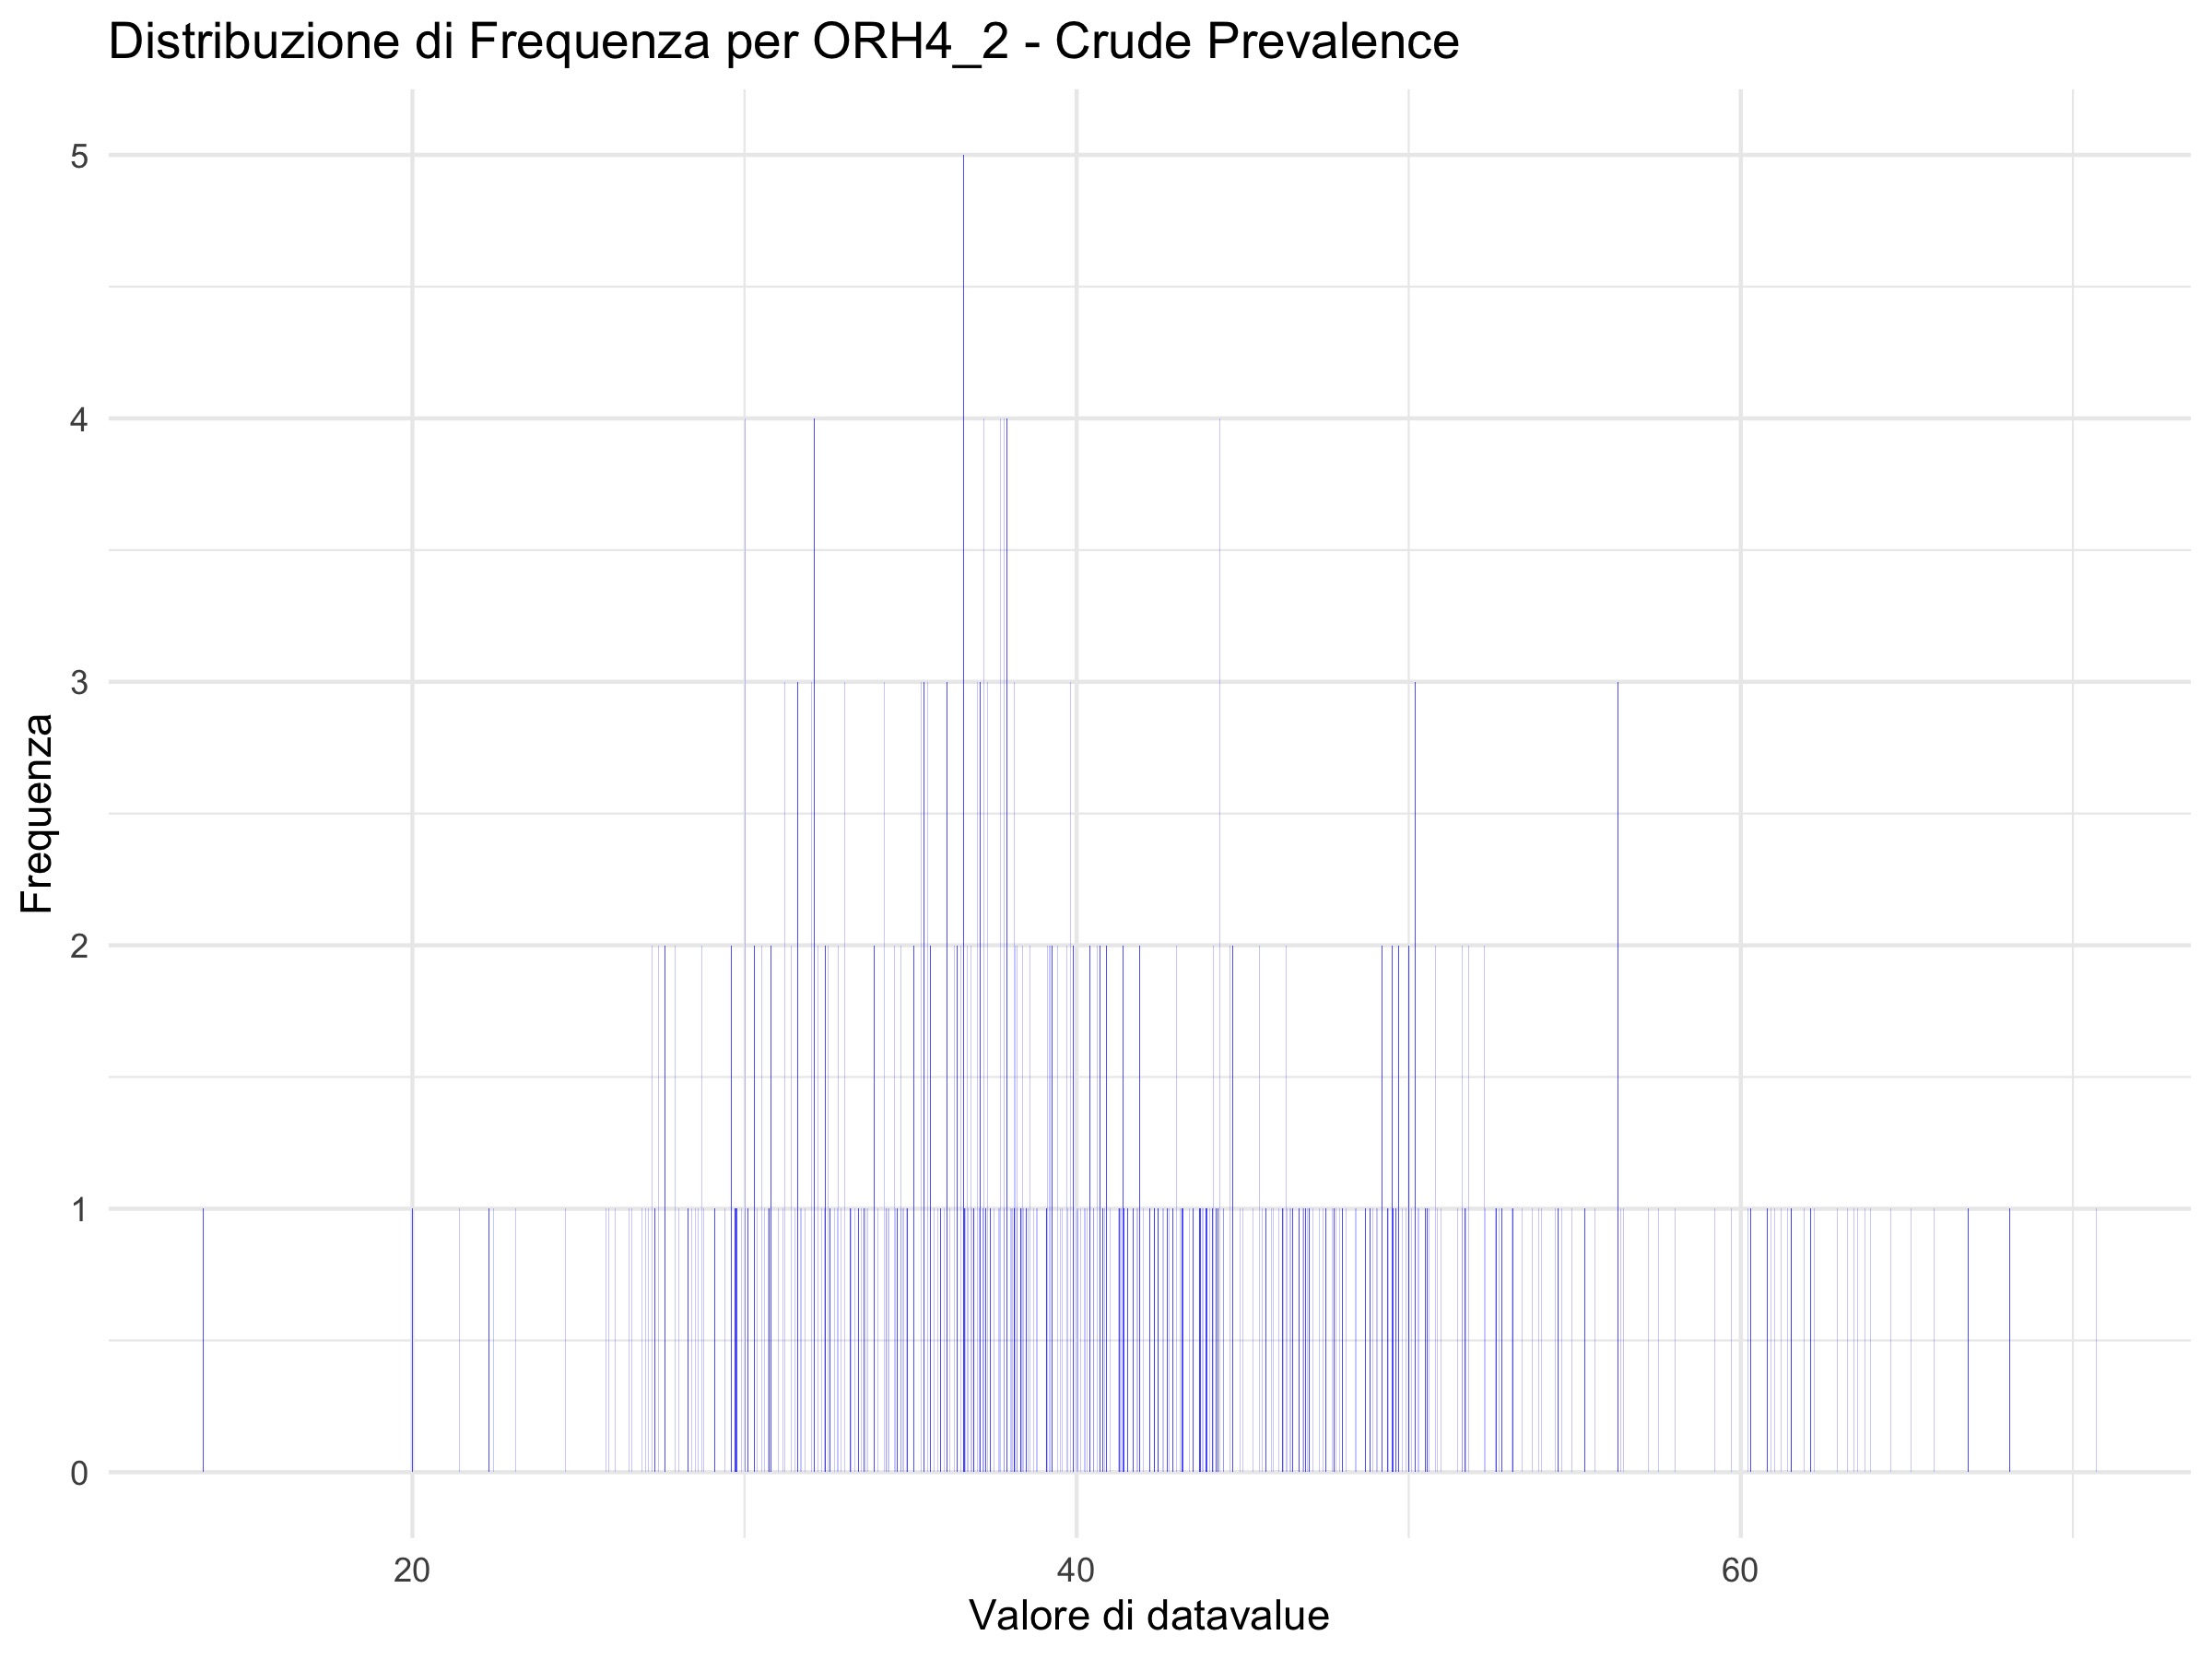 Distribuzione di Frequenza per ORH4_2 - Crude Prevalence
5
4
3
2
1
0
Frequenza
20 40 60
Valore di datavalue